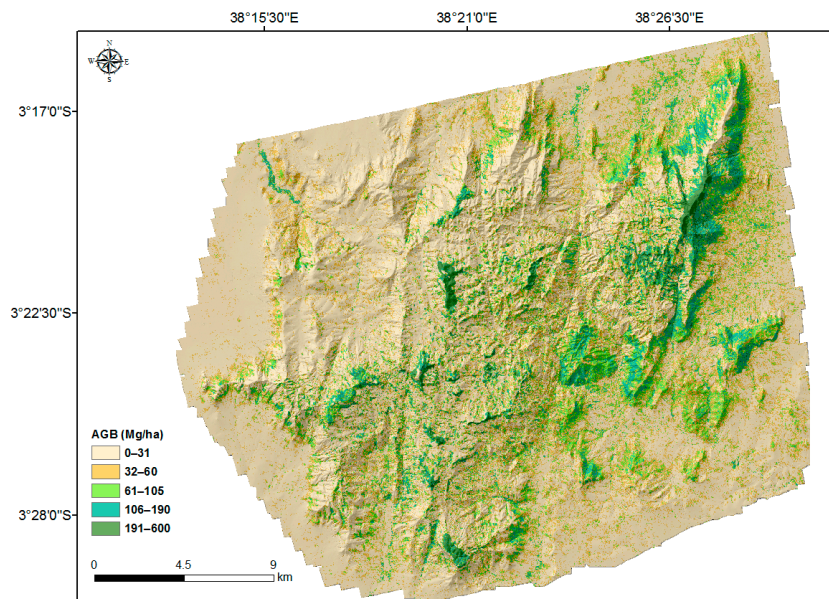 38°15'30"E 38°21'0"E 38°26'30"E
N
W E
S
3°17'0"S
3°22'30"S
3°28'0"S
AGB (Mg/ha)
0–31
32–60
61–105
106–190
191–600
0 4.5 9
km